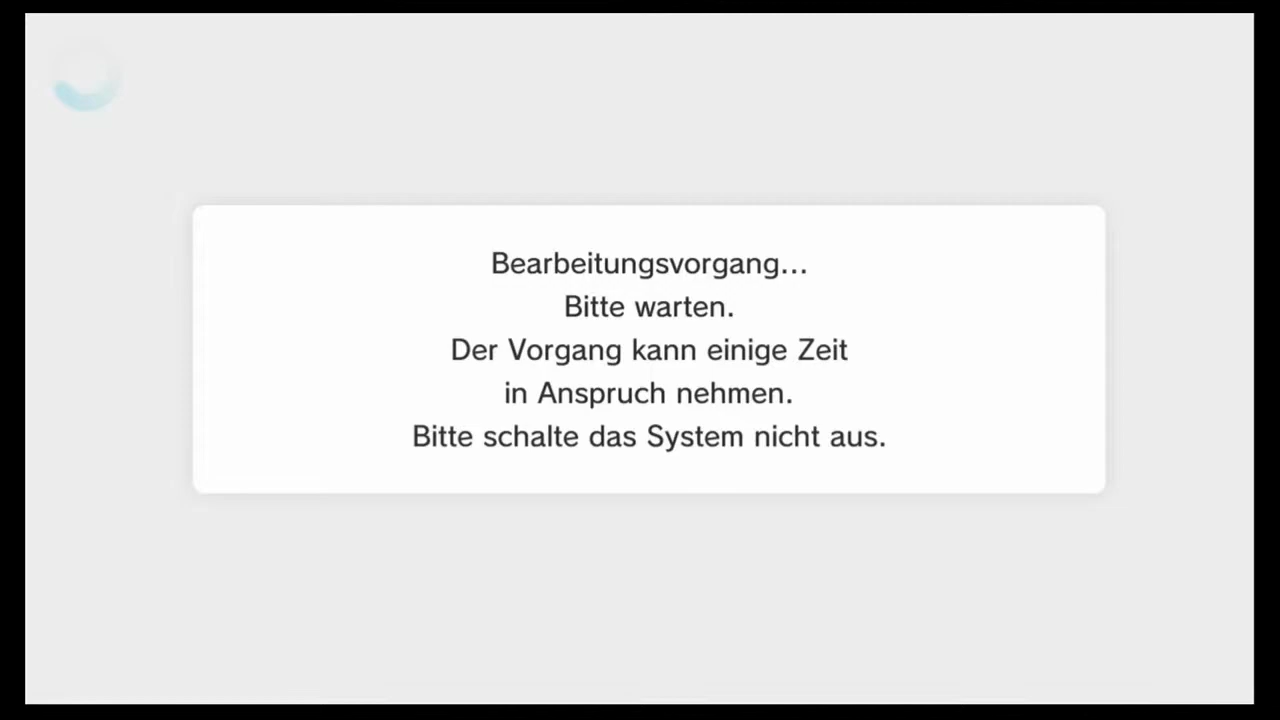 Bearbeitungsvorgang...
Bitte warten.
Der Vorgang kann einige Zeit
in Anspruch nehmen.
Bitte schalte das System nicht aus.